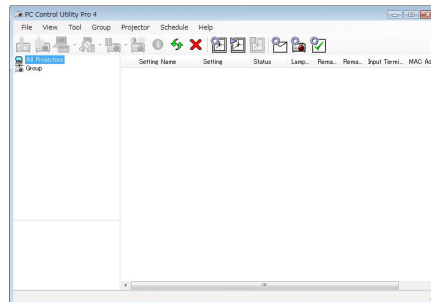 PC Control Utility Pro 4
File View Tool Group Projector Schedule Help
All Projectors
Group
Setting Name Setting Status Lamp... Rema... Rema... Input Termi... MAC Ad